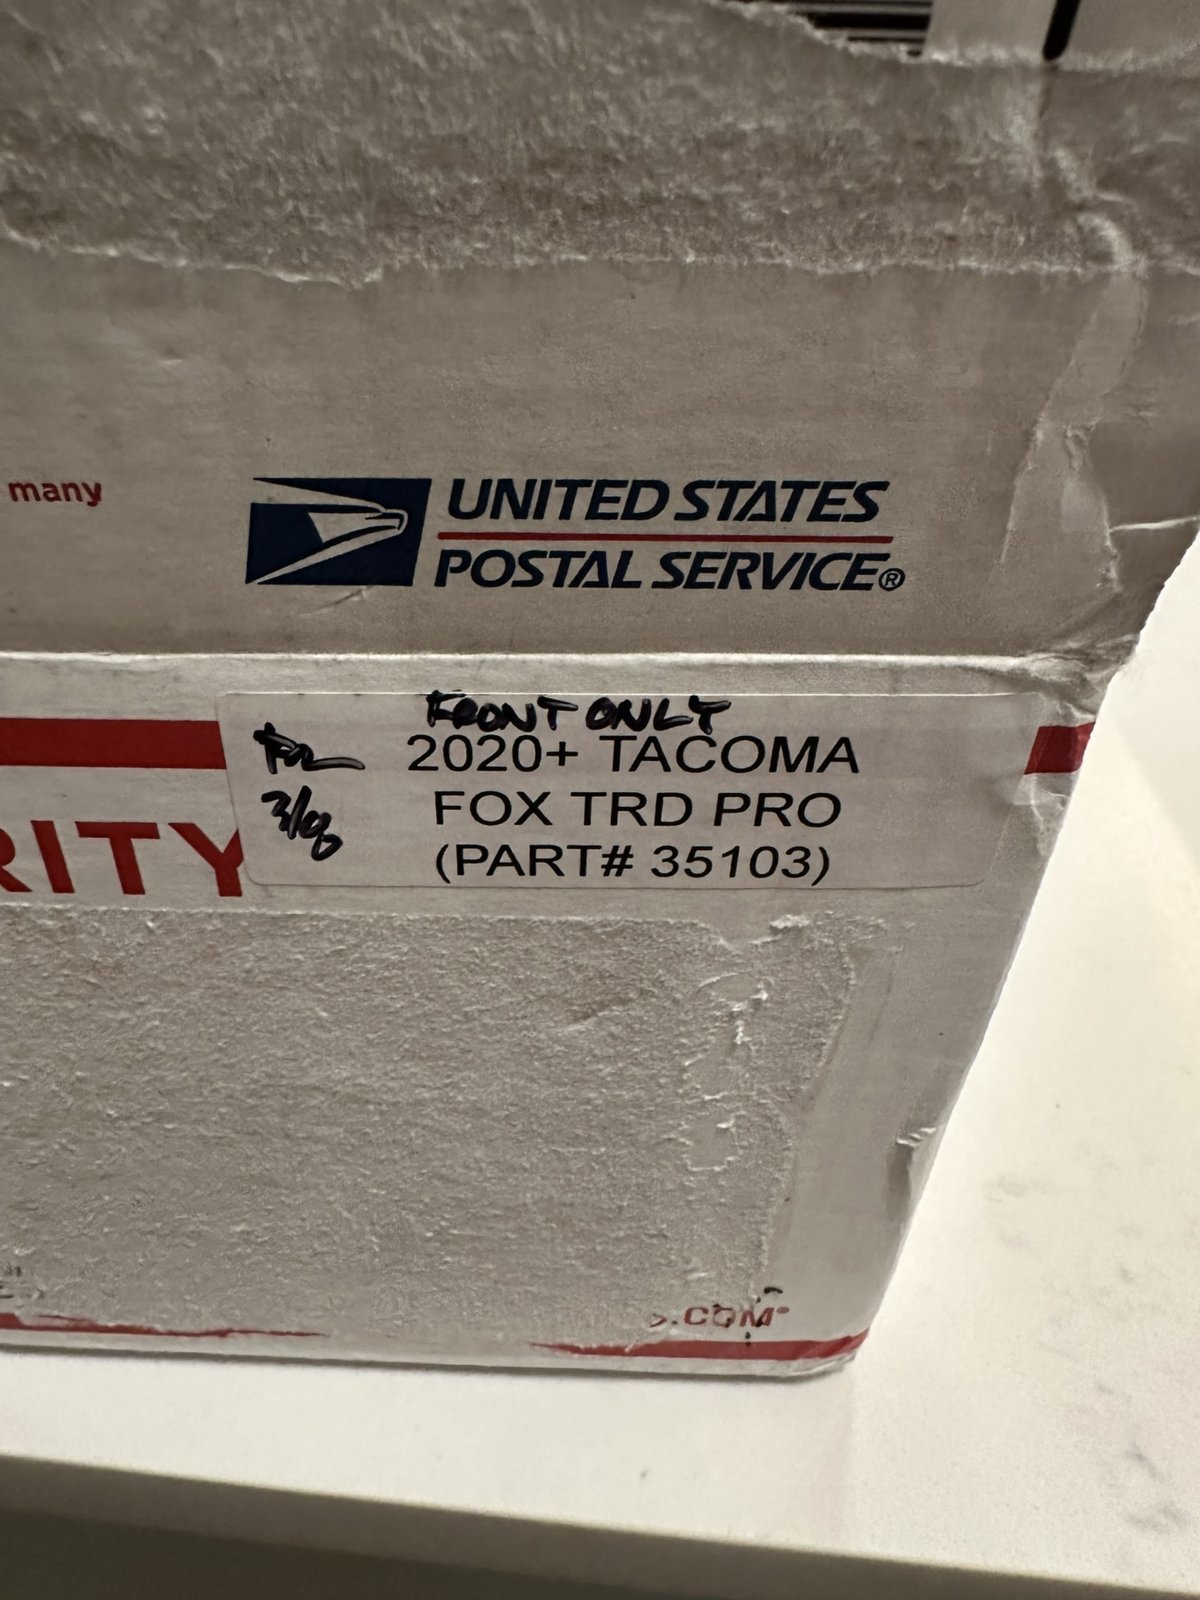 many
UNITED STATES
POSTAL SERVICE®
RITY
FRONT ONLY
2020+ TACOMA
FOX TRD PRO
(PART# 35103)
.COM